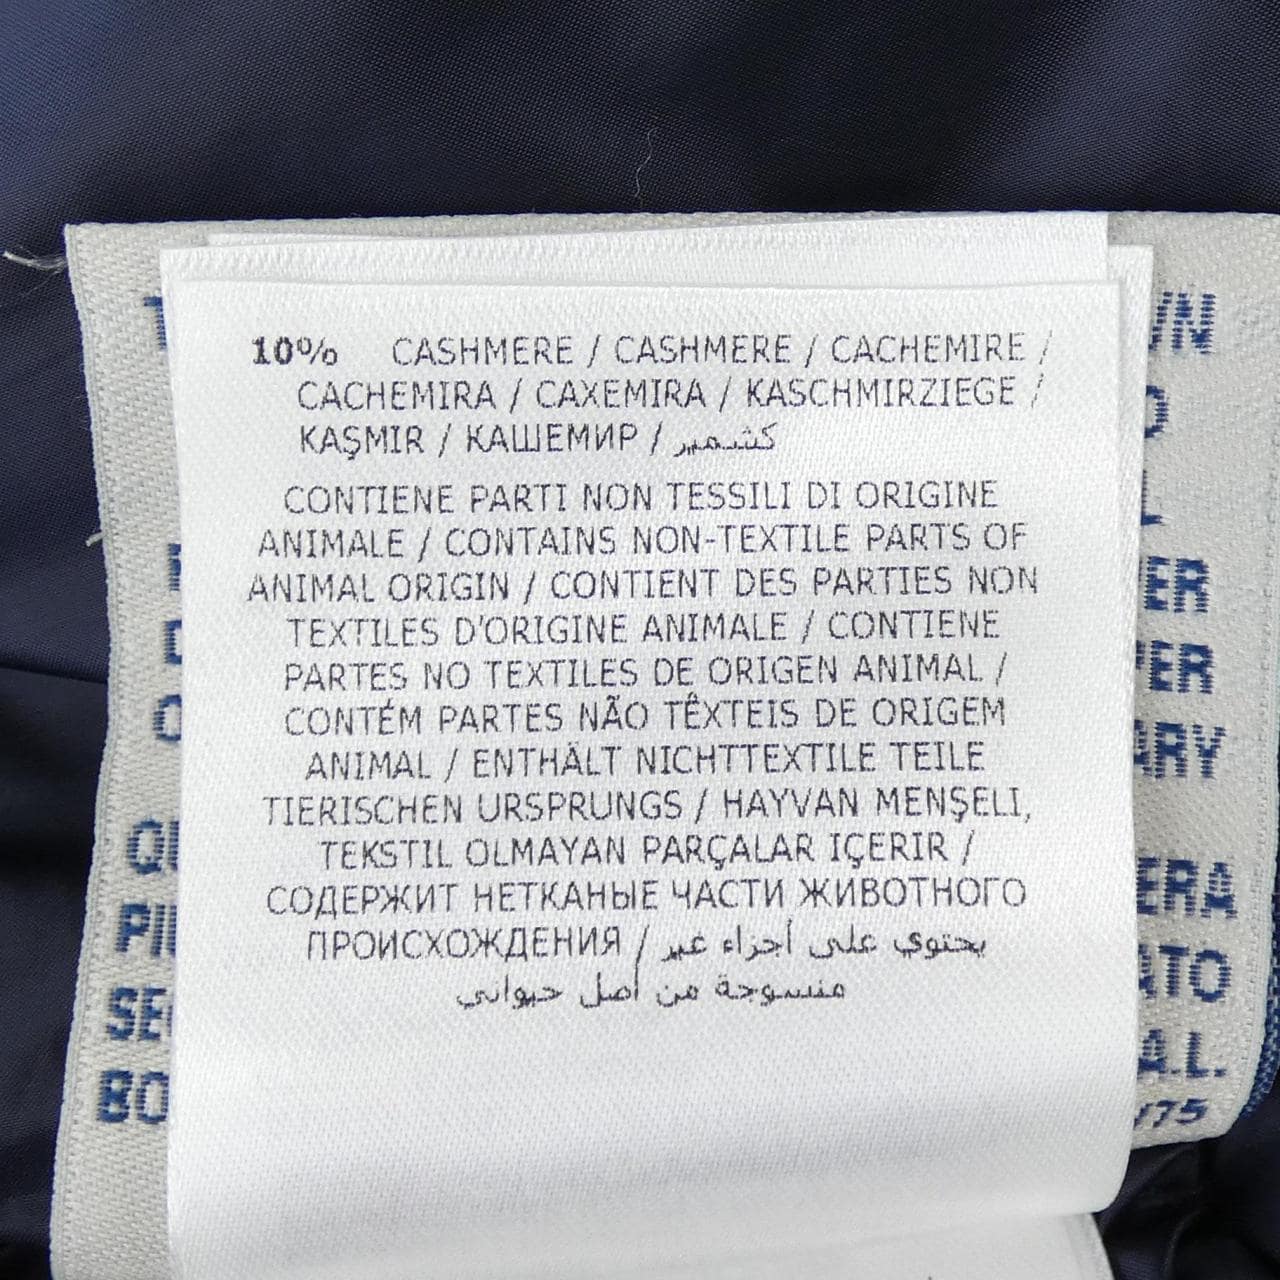 10% CASHMERE / CASHMERE / CACHEMIRE /
CACHEMIRA / CAXEMIRA / KASCHMIRZIEGE /
KAŞMIR / КАШЕМИР / كشمير
CONTIENE PARTI NON TESSILI DI ORIGINE
ANIMALE / CONTAINS NON-TEXTILE PARTS OF
ANIMAL ORIGIN / CONTIENT DES PARTIES NON
TEXTILES D'ORIGINE ANIMALE / CONTIENE
PARTES NO TEXTILES DE ORIGEN ANIMAL /
CONTÉM PARTES NÃO TÊXTEIS DE ORIGEM
ANIMAL / ENTHÄLT NICHTTEXTILE TEILE
TIERISCHEN URSPRUNGS / HAYVAN MENŞELI,
TEKSTIL OLMAYAN PARÇALAR IÇERIR /
СОДЕРЖИТ НЕТКАНЫЕ ЧАСТИ ЖИВОТНОГО
ПРОИСХОЖДЕНИЯ / يحتوي على أجزاء غير
منسوجة من أصل حيواني